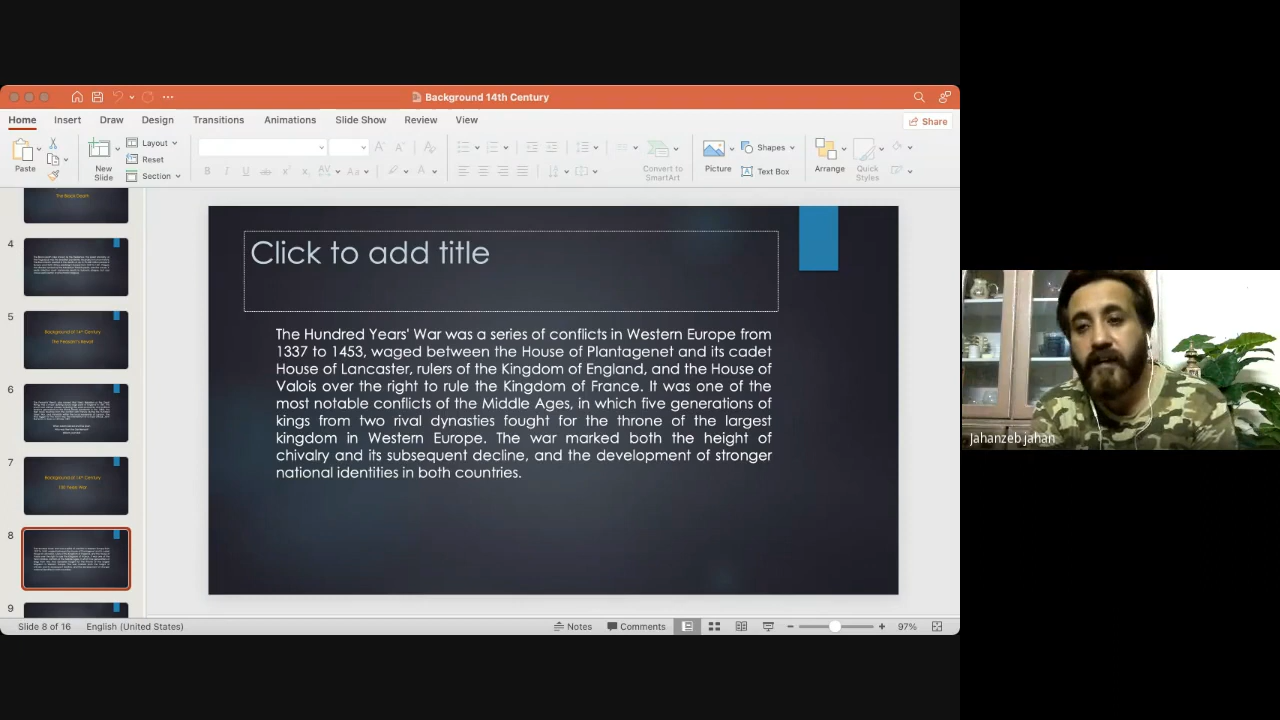 Background 14th Century
Home Insert Draw Design Transitions Animations Slide Show Review View Share
Paste
New Slide
Layout
Reset
Section
Convert to SmartArt
Picture
Shapes
Text Box
Arrange
Quick Styles
The Black Death
4
5
Background of 14th Century
The Peasant's Revolt
6
7
Background of 14th Century
100 Years War
8
9
Click to add title
The Hundred Years' War was a series of conflicts in Western Europe from
1337 to 1453, waged between the House of Plantagenet and its cadet
House of Lancaster, rulers of the Kingdom of England, and the House of
Valois over the right to rule the Kingdom of France. It was one of the
most notable conflicts of the Middle Ages, in which five generations of
kings from two rival dynasties fought for the throne of the largest
kingdom in Western Europe. The war marked both the height of
chivalry and its subsequent decline, and the development of stronger
national identities in both countries.
Jahanzeb jahan
Slide 8 of 16 English (United States) Notes Comments 97%